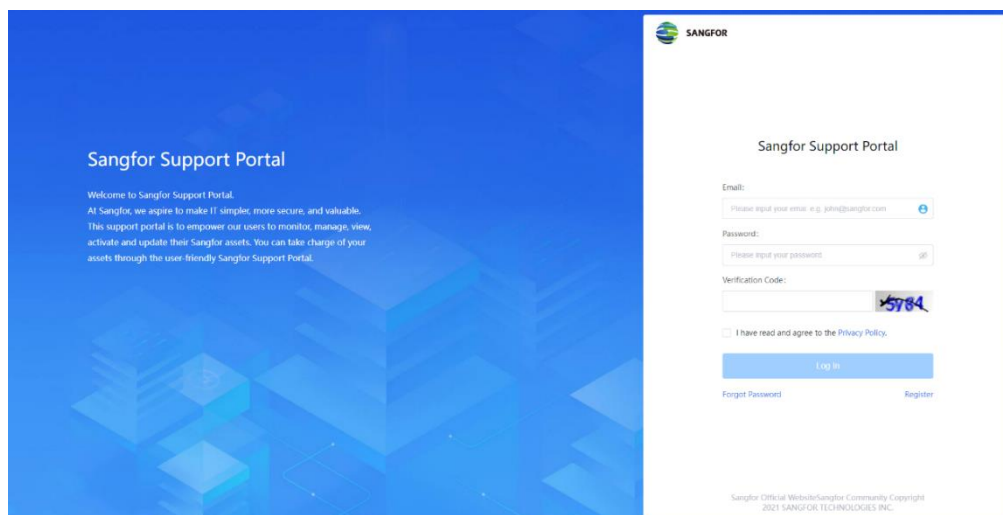 SANGFOR
Sangfor Support Portal
Welcome to Sangfor Support Portal.
At Sangfor, we aspire to make IT simpler, more secure, and valuable.
This support portal is to empower our users to monitor, manage, view,
activate and update their Sangfor assets. You can take charge of your
assets through the user-friendly Sangfor Support Portal.
Sangfor Support Portal
Email:
Please input your email e.g. john@sangfor.com
Password:
Please input your password
Verification Code:
I have read and agree to the Privacy Policy.
Log in
Forgot Password
Register
Sangfor Official WebsiteSangfor Community Copyright
2021 SANGFOR TECHNOLOGIES INC.